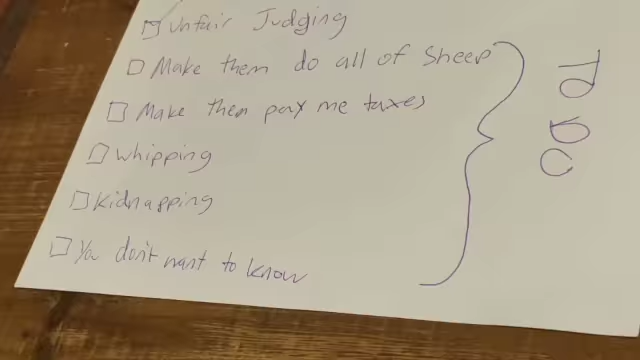 unfair Judging
Make them do all of sheep
Make them pay me taxes
whipping
kidnapping
You don't want to know